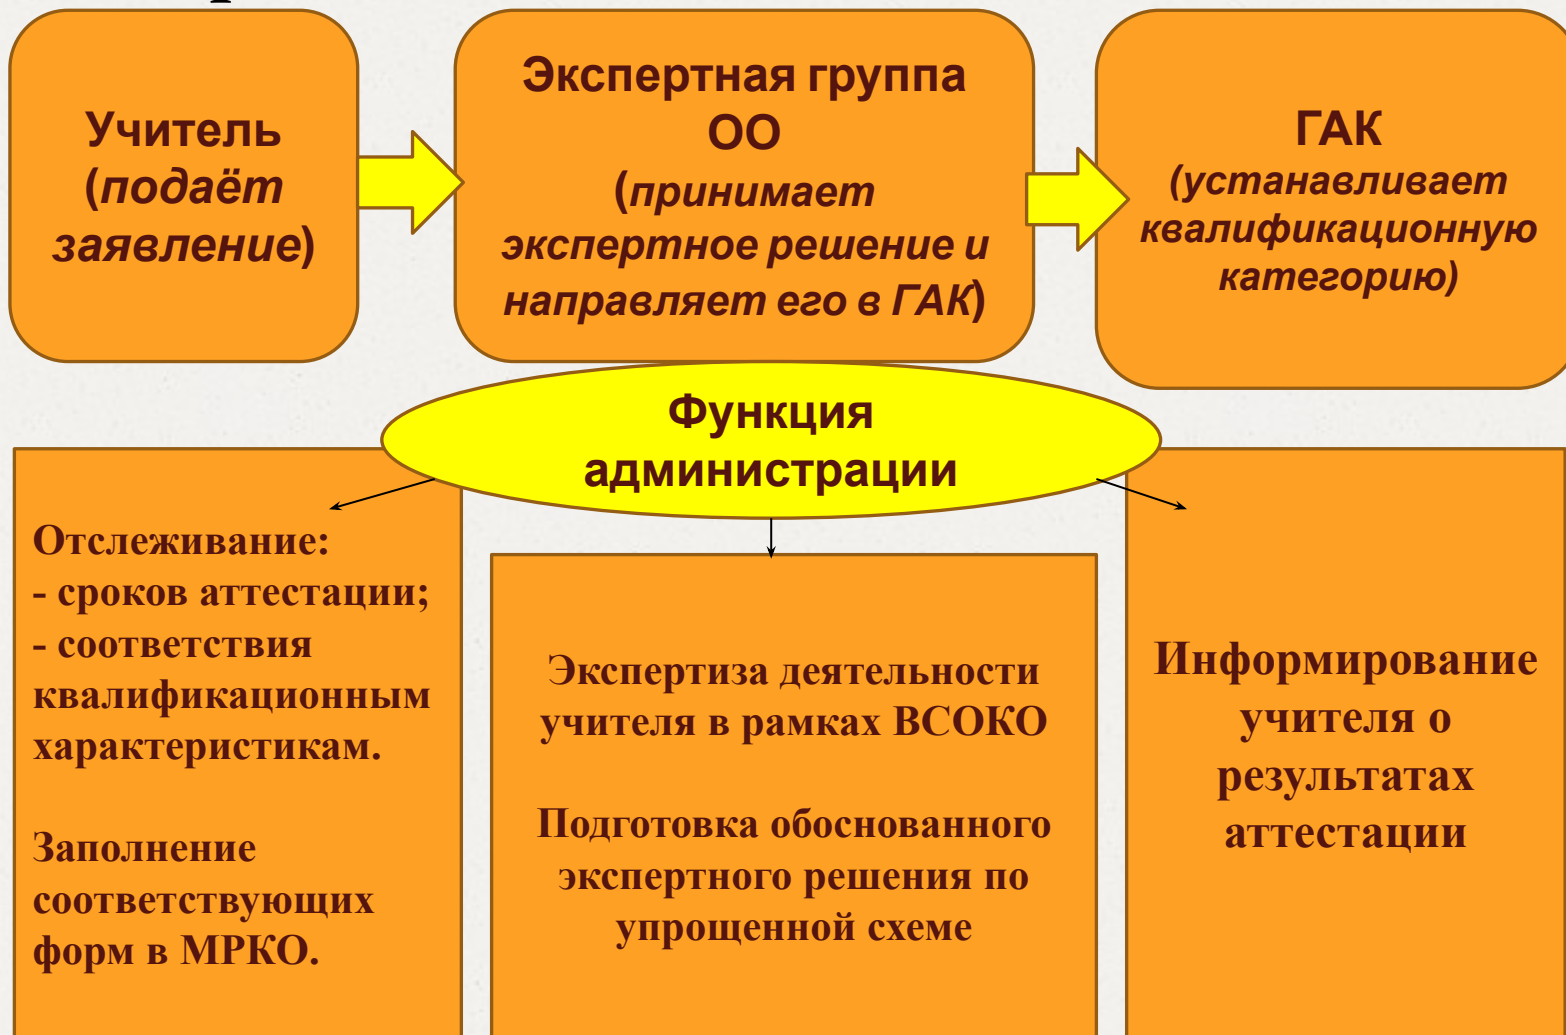 Учитель
(подаёт
заявление)
Экспертная группа
ОО
(принимает
экспертное решение и
направляет его в ГАК)
ГАК
(устанавливает
квалификационную
категорию)
Функция
администрации
Отслеживание:
- сроков аттестации;
- соответствия
квалификационным
характеристикам.
Заполнение
соответствующих
форм в МРКО.
Экспертиза деятельности
учителя в рамках ВСОКО
Подготовка обоснованного
экспертного решения по
упрощенной схеме
Информирование
учителя о
результатах
аттестации